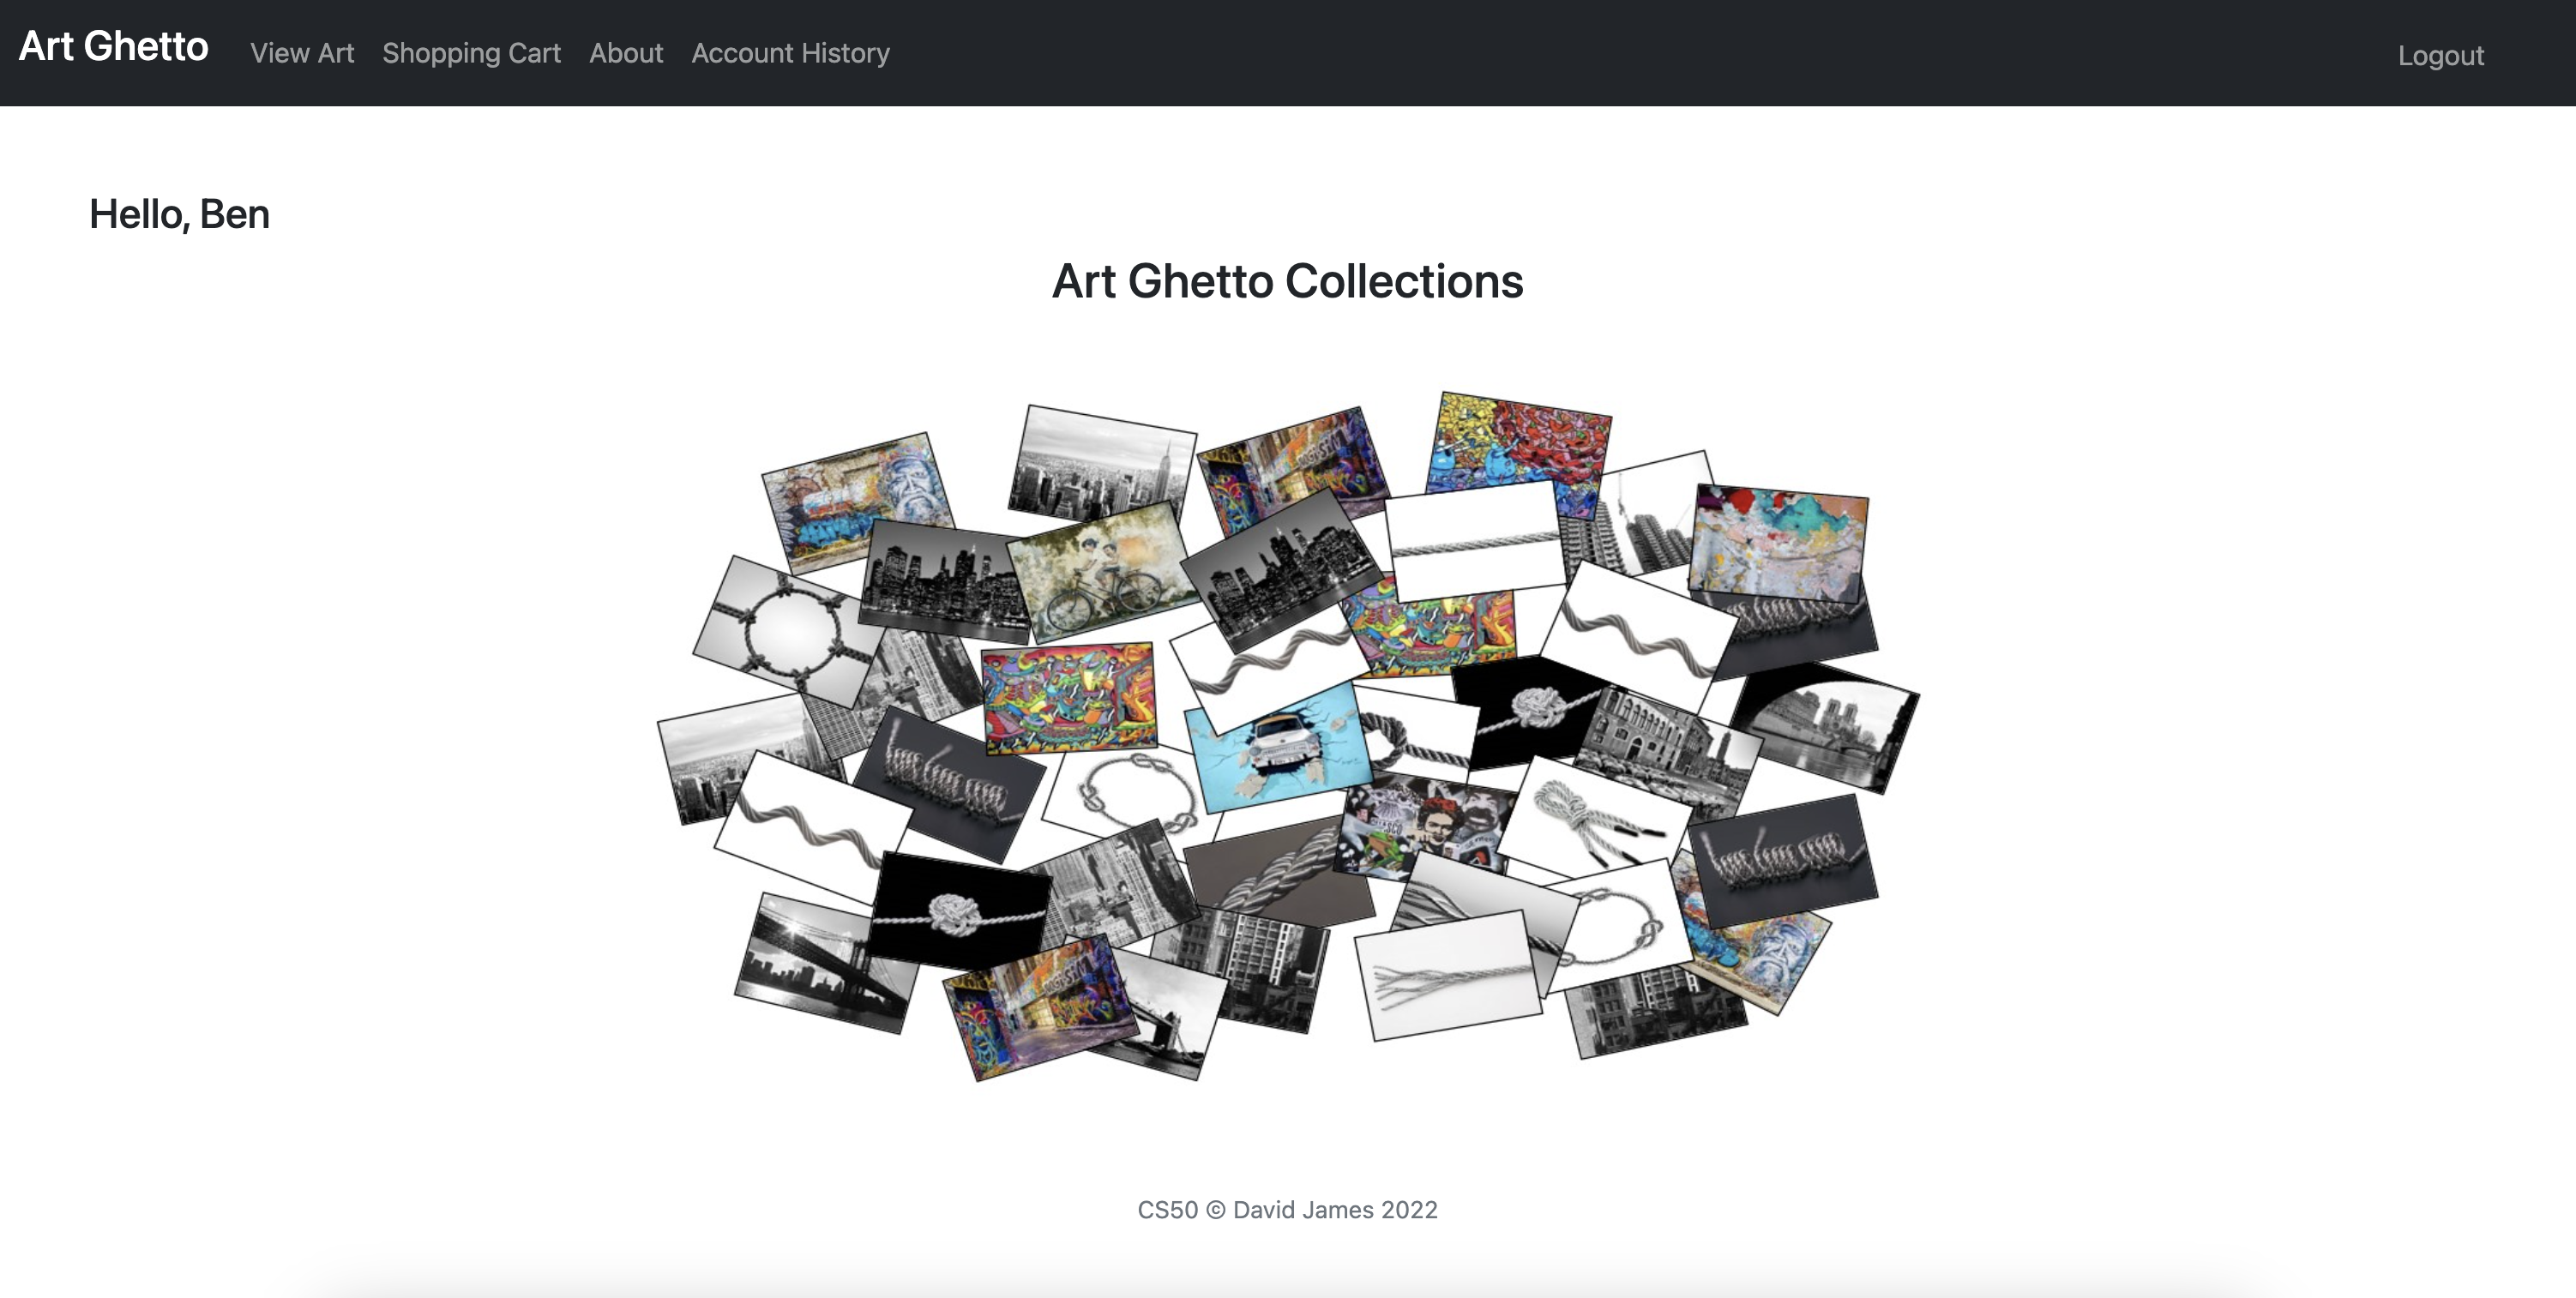 Art Ghetto View Art Shopping Cart About Account History Logout
Hello, Ben
Art Ghetto Collections
CS50 © David James 2022